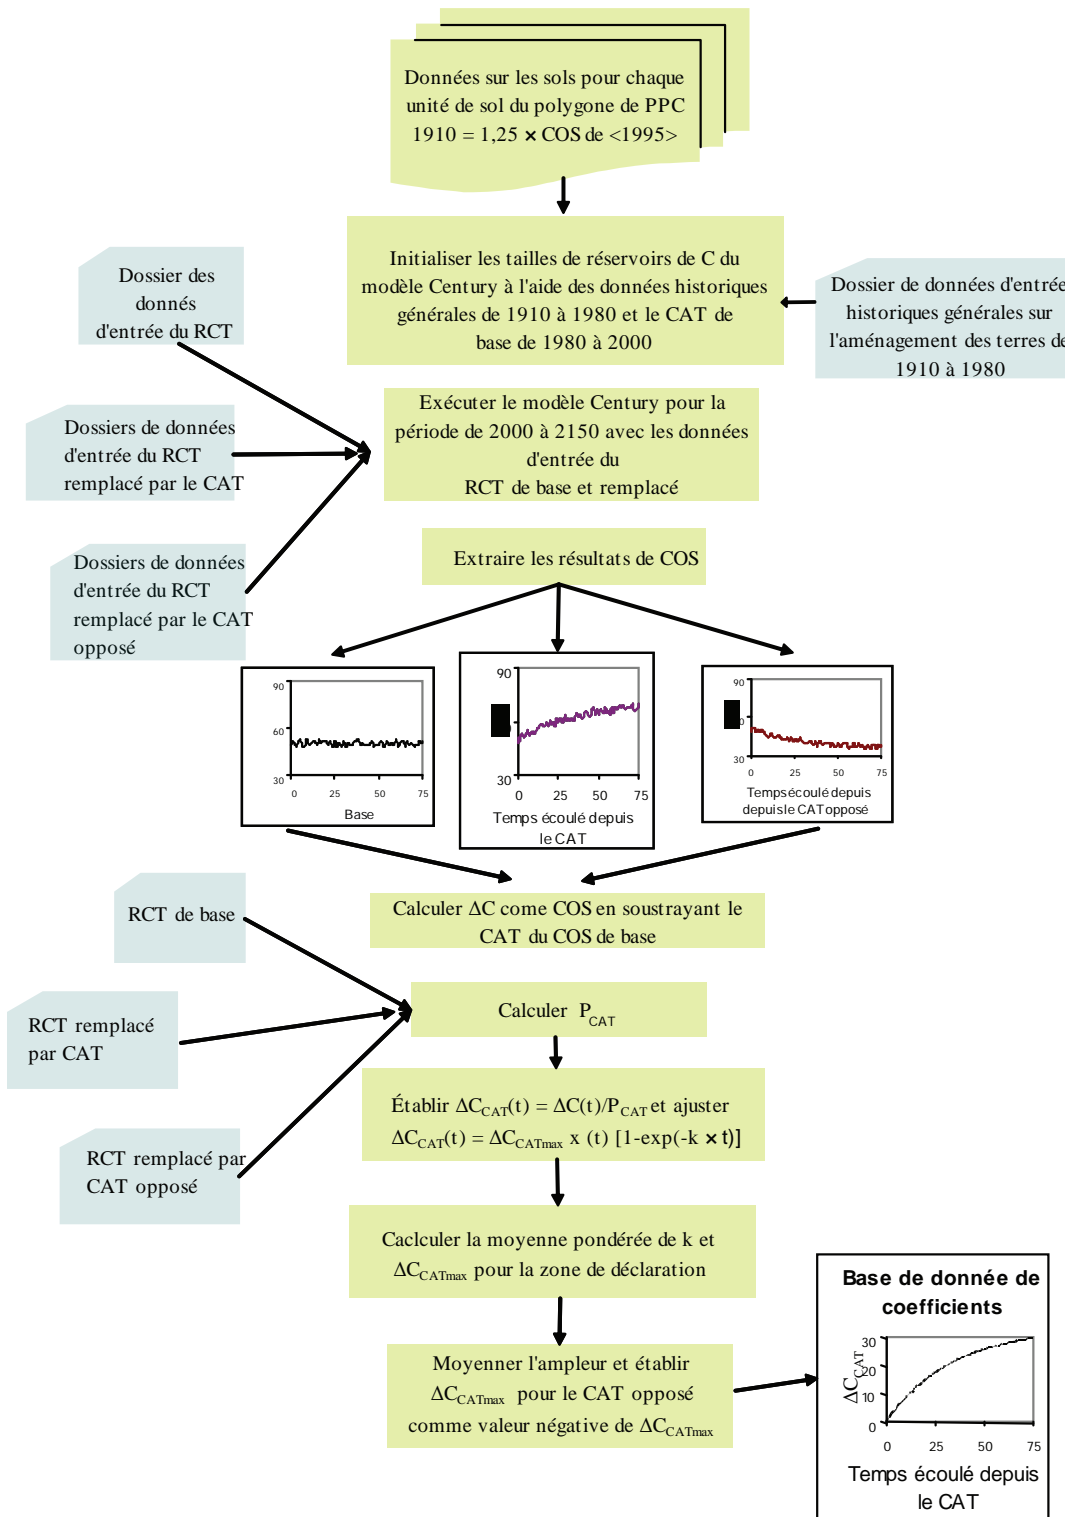 Données sur les sols pour chaque
unité de sol du polygone de PPC
1910 = 1,25 × COS de <1995>
Initialiser les tailles de réservoirs de C du
modèle Century à l'aide des données historiques
générales de 1910 à 1980 et le CAT de
base de 1980 à 2000
Dossier de données d'entrée
historiques générales sur
l'aménagement des terres de
1910 à 1980
Dossier des
donnés
d'entrée du RCT
Dossiers de données
d'entrée du RCT
remplacé par le CAT
Dossiers de données
d'entrée du RCT
remplacé par le CAT
opposé
Exécuter le modèle Century pour la
période de 2000 à 2150 avec les données
d'entrée du
RCT de base et remplacé
Extraire les résultats de COS
90
60
30
0 25 50 75
Base
90
30
0 25 50 75
Temps écoulé depuis
le CAT
90
30
0 25 50 75
Temps écoulé depuis
depuis le CAT opposé
Calculer ΔC come COS en soustrayant le
CAT du COS de base
RCT de base
RCT remplacé
par CAT
RCT remplacé par
CAT opposé
Calculer P_CAT
Établir ΔC_CAT(t) = ΔC(t)/P_CAT et ajuster
ΔC_CAT(t) = ΔC_CATmax x (t) [1-exp(-k × t)]
Caclculer la moyenne pondérée de k et
ΔC_CATmax pour la zone de déclaration
Moyenner l'ampleur et établir
ΔC_CATmax pour le CAT opposé
comme valeur négative de ΔC_CATmax
Base de donnée de
coefficients
ΔC_CAT
30
20
10
0
0 25 50 75
Temps écoulé depuis
le CAT